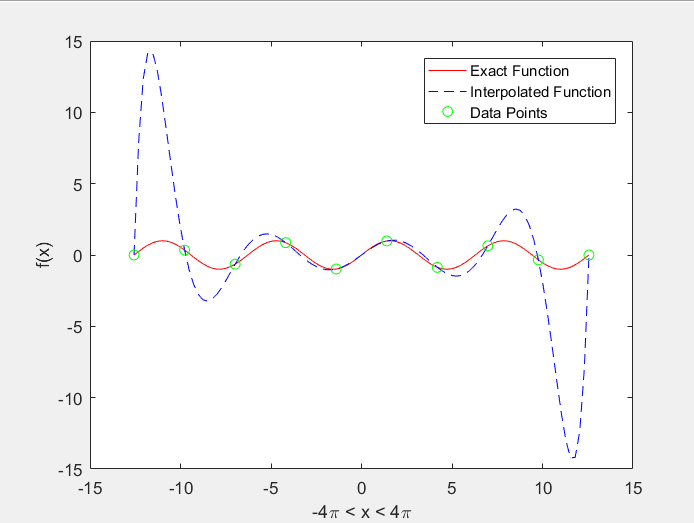 15
10
5
0
-5
-10
-15
f(x)
Exact Function
Interpolated Function
Data Points
-15
-10
-5
0
5
10
15
-4π < x < 4π